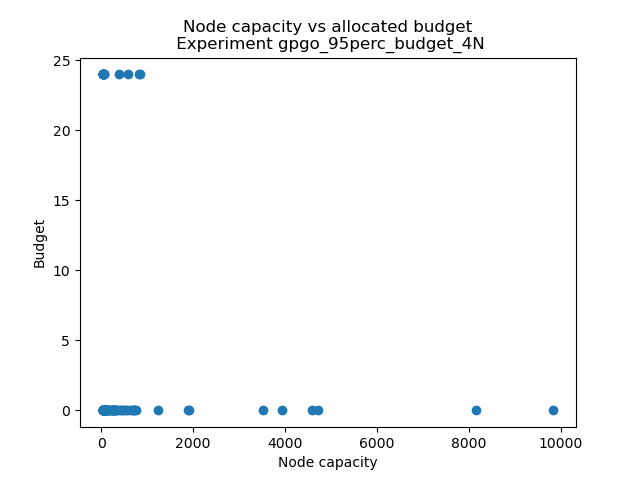 Node capacity vs allocated budget
Experiment gpgo_95perc_budget_4N
25
20
15
10
5
0
Budget
0 2000 4000 6000 8000 10000
Node capacity